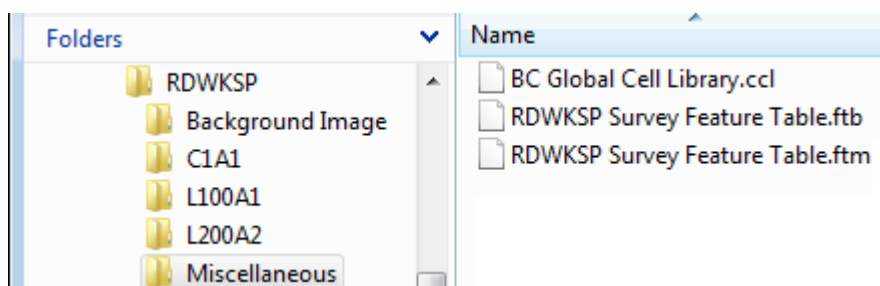 Folders
RDWKSP
Background Image
C1A1
L100A1
L200A2
Miscellaneous
Name
BC Global Cell Library.ccl
RDWKSP Survey Feature Table.ftb
RDWKSP Survey Feature Table.ftm